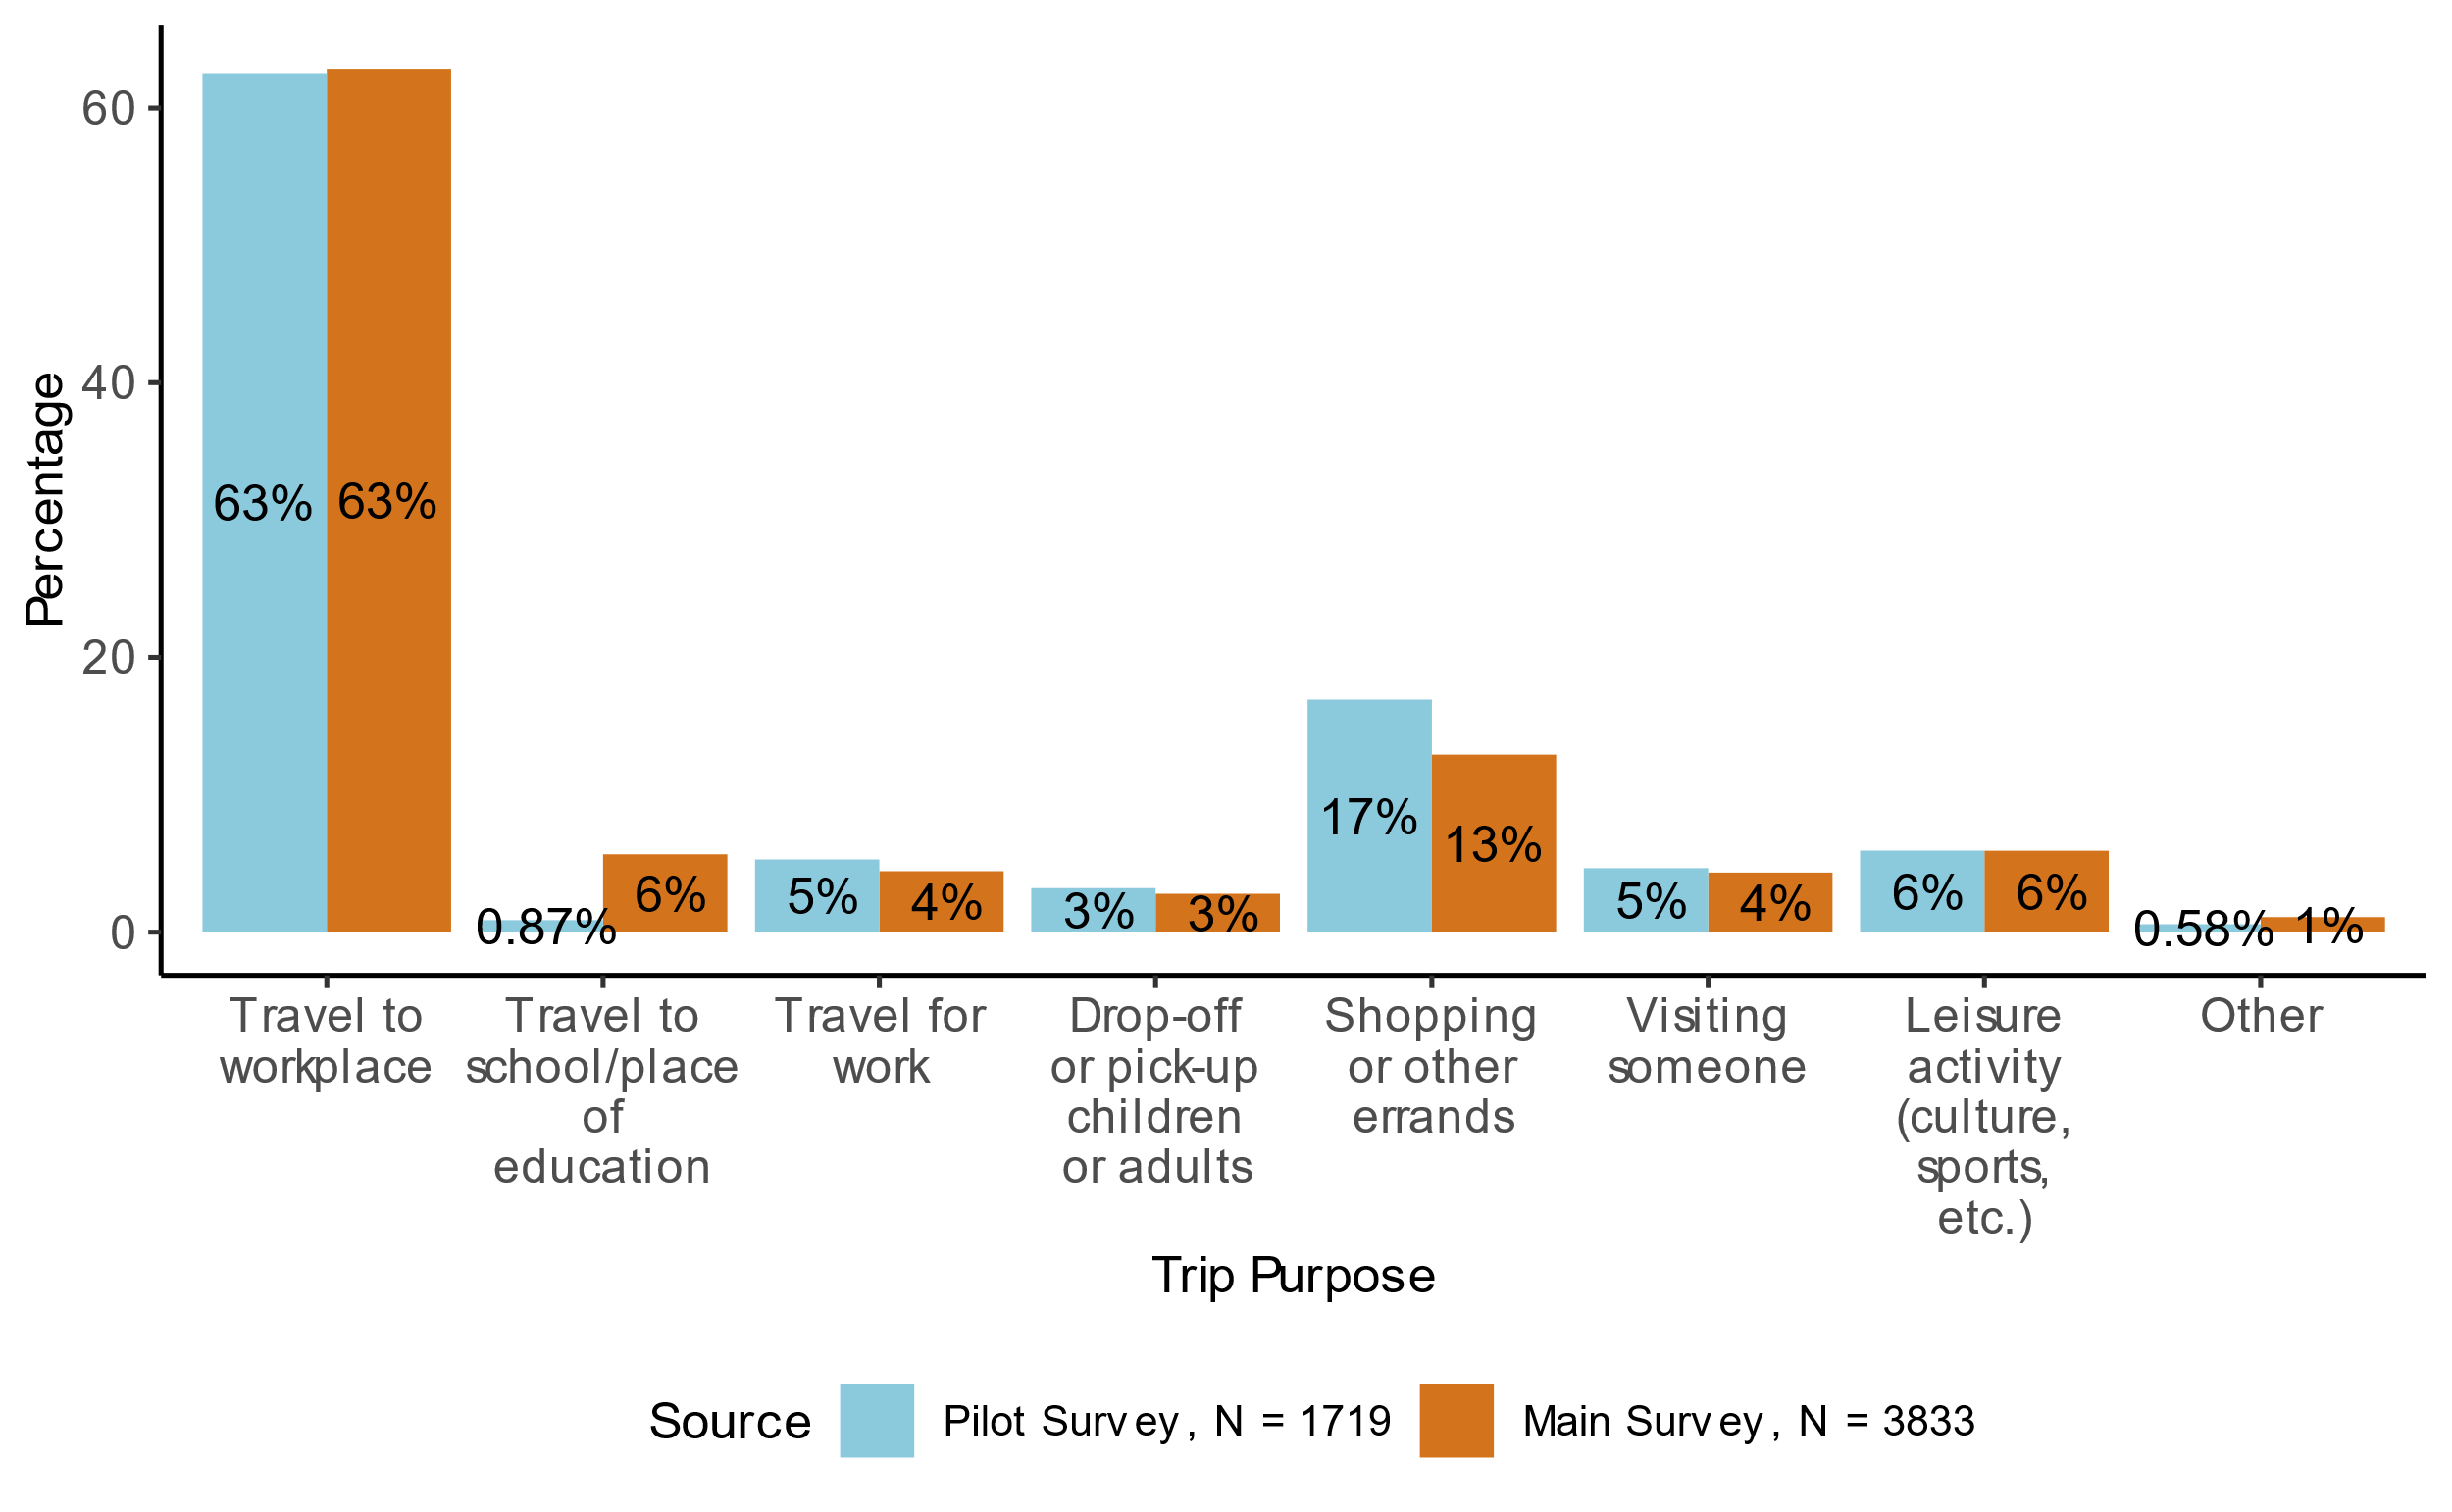 60
40
20
0
Percentage
63%
63%
0.87%
6%
5%
4%
3%
3%
17%
13%
5%
4%
6%
6%
0.58%
1%
Travel to
workplace
Travel to
school/place
of
education
Travel for
work
Drop-off
or pick-up
children
or adults
Shopping
or other
errands
Visiting
someone
Leisure
activity
(culture,
sports,
etc.)
Other
Trip Purpose
Source
Pilot Survey, N = 1719
Main Survey, N = 3833